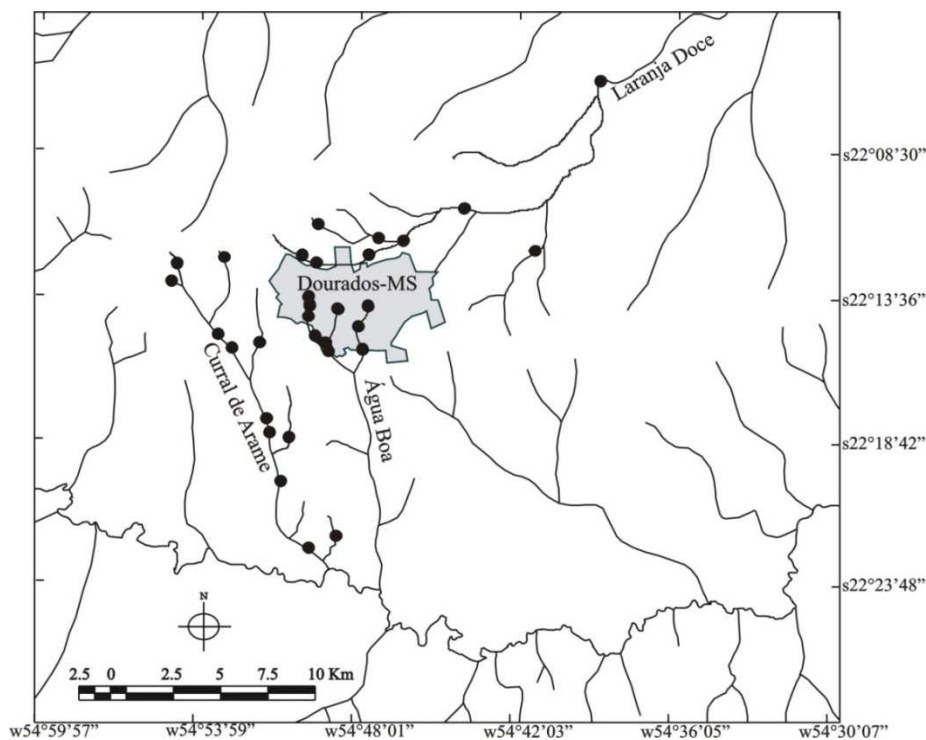 Laranja Doce
s22°08'30"
Dourados-MS
s22°13'36"
Curral de Arame
Água Boa
s22°18'42"
s22°23'48"
N
2.5 0 2.5 5 7.5 10 Km
w54°59'57" w54°53'59" w54°48'01" w54°42'03" w54°36'05" w54°30'07"